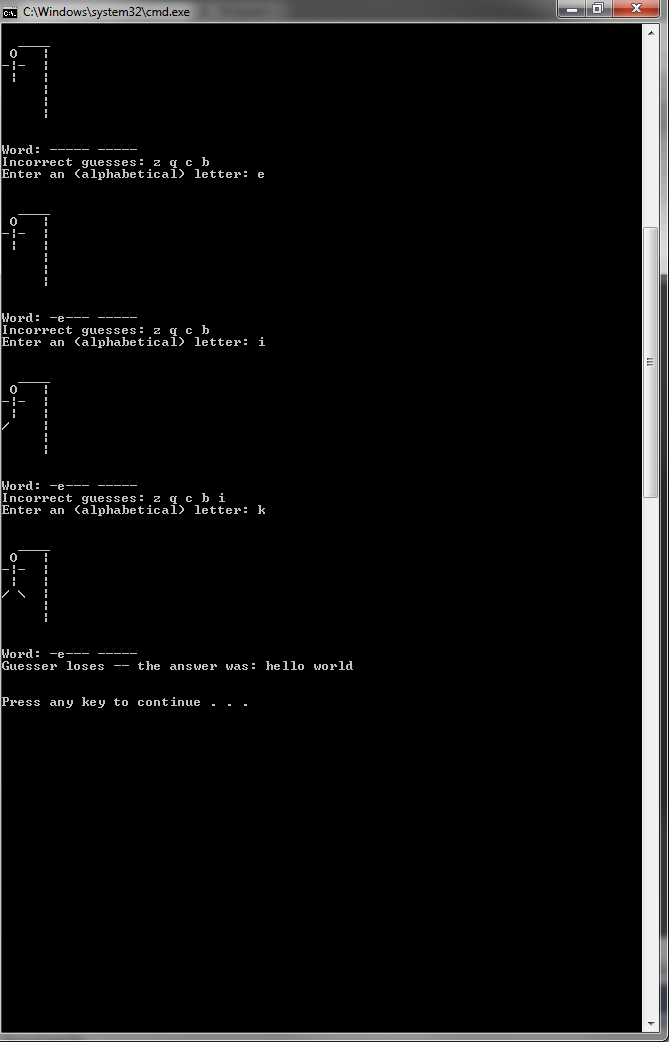 C:\Windows\system32\cmd.exe
Word: ----- -----
Incorrect guesses: z q c b
Enter an (alphabetical) letter: e
Word: -e--- -----
Incorrect guesses: z q c b
Enter an (alphabetical) letter: i
Word: -e--- -----
Incorrect guesses: z q c b i
Enter an (alphabetical) letter: k
Word: -e--- -----
Guesser loses -- the answer was: hello world
Press any key to continue . . .